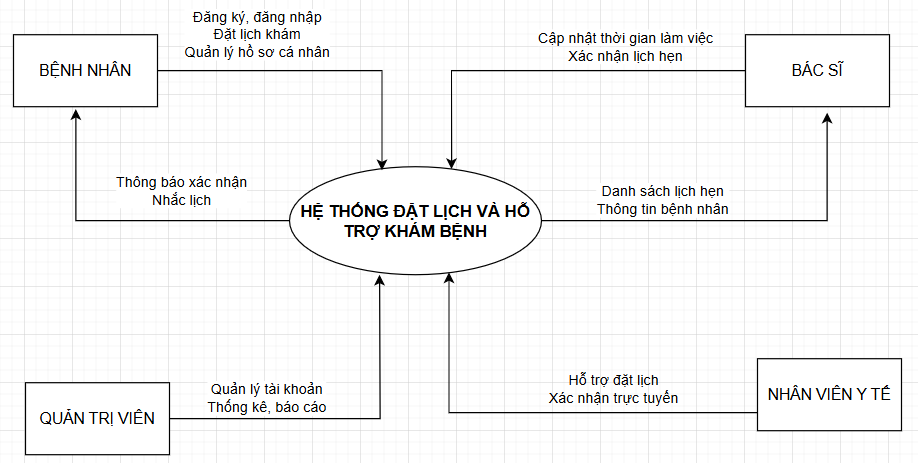 Đăng ký, đăng nhập
Đặt lịch khám
Quản lý hồ sơ cá nhân
BỆNH NHÂN
Cập nhật thời gian làm việc
Xác nhận lịch hẹn
BÁC SĨ
Thông báo xác nhận
Nhắc lịch
HỆ THỐNG ĐẶT LỊCH VÀ HỖ
TRỢ KHÁM BỆNH
Danh sách lịch hẹn
Thông tin bệnh nhân
QUẢN TRỊ VIÊN
Quản lý tài khoản
Thống kê, báo cáo
Hỗ trợ đặt lịch
Xác nhận trực tuyến
NHÂN VIÊN Y TẾ